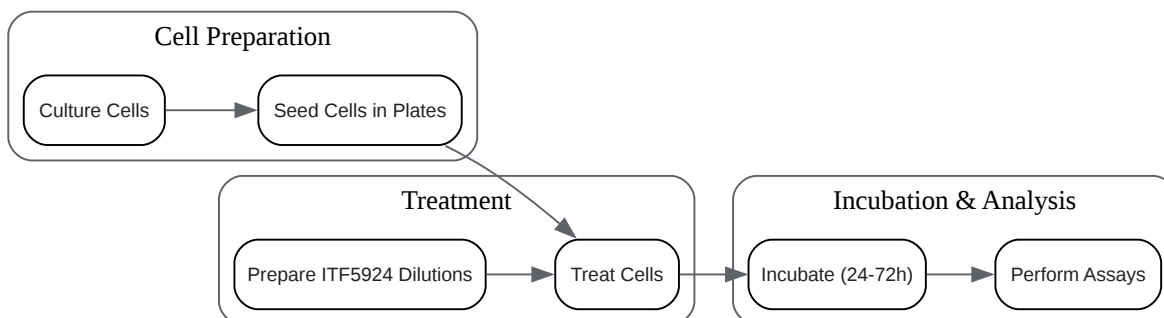 Cell Preparation
Culture Cells
Seed Cells in Plates
Treatment
Prepare ITF5924 Dilutions
Treat Cells
Incubation & Analysis
Incubate (24-72h)
Perform Assays